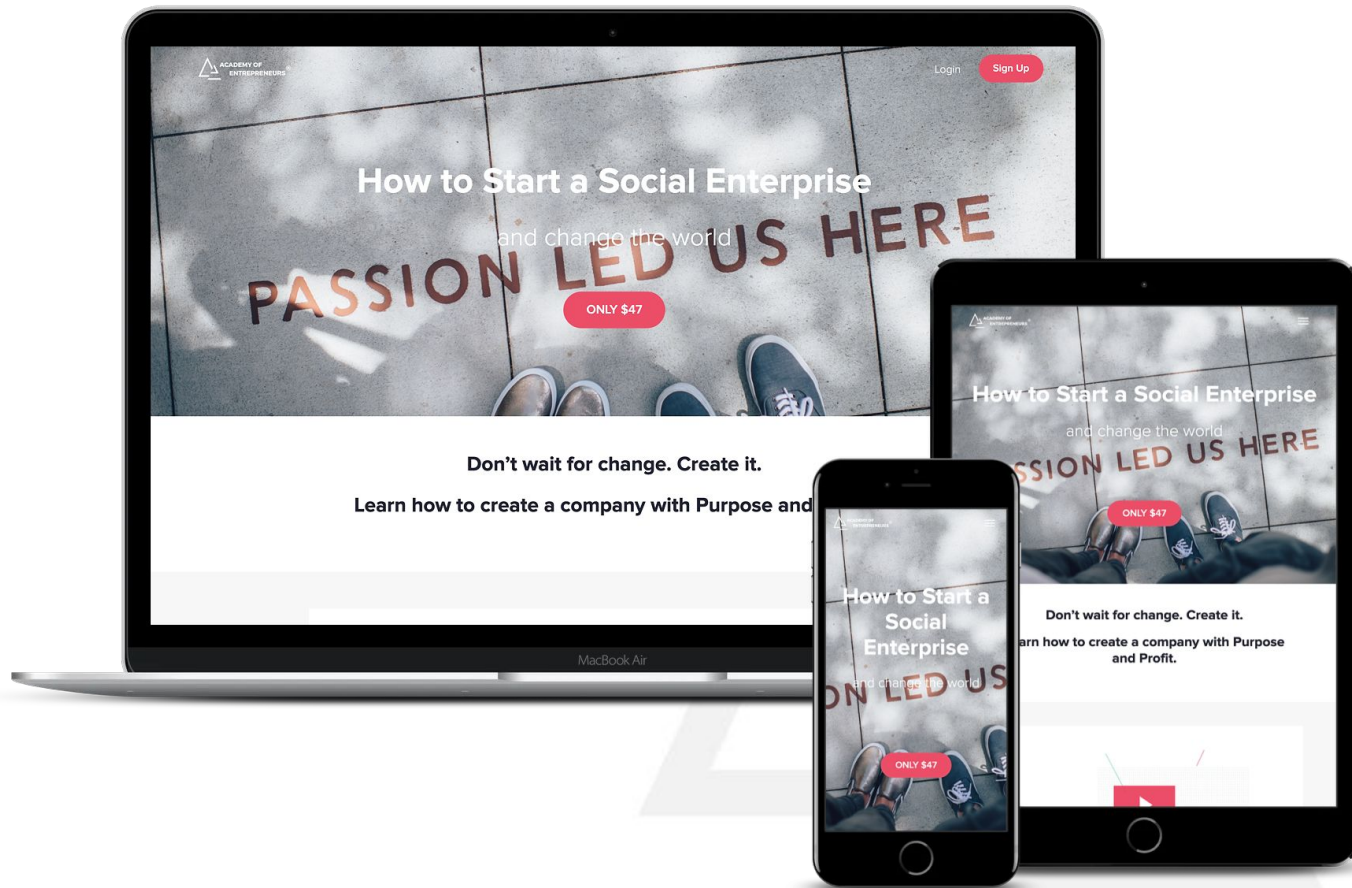 ACADEMY OF
ENTREPRENEURS
Login
Sign Up
How to Start a Social Enterprise
and change the world
PASSION LED US HERE
ONLY $47
Don’t wait for change. Create it.
Learn how to create a company with Purpose and
MacBook Air
ACADEMY OF
ENTREPRENEURS
How to Start a Social Enterprise
and change the world
SSION LED US HERE
ONLY $47
Don't wait for change. Create it.
arn how to create a company with Purpose
and Profit.
ACADEMY OF
ENTREPRENEURS
How to Start a
Social
Enterprise
and change the world
ON LED US
ONLY $47